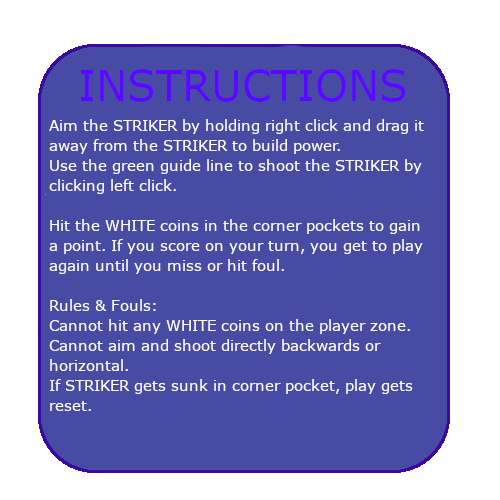 INSTRUCTIONS
Aim the STRIKER by holding right click and drag it
away from the STRIKER to build power.
Use the green guide line to shoot the STRIKER by
clicking left click.
Hit the WHITE coins in the corner pockets to gain
a point. If you score on your turn, you get to play
again until you miss or hit foul.
Rules & Fouls:
Cannot hit any WHITE coins on the player zone.
Cannot aim and shoot directly backwards or
horizontal.
If STRIKER gets sunk in corner pocket, play gets
reset.